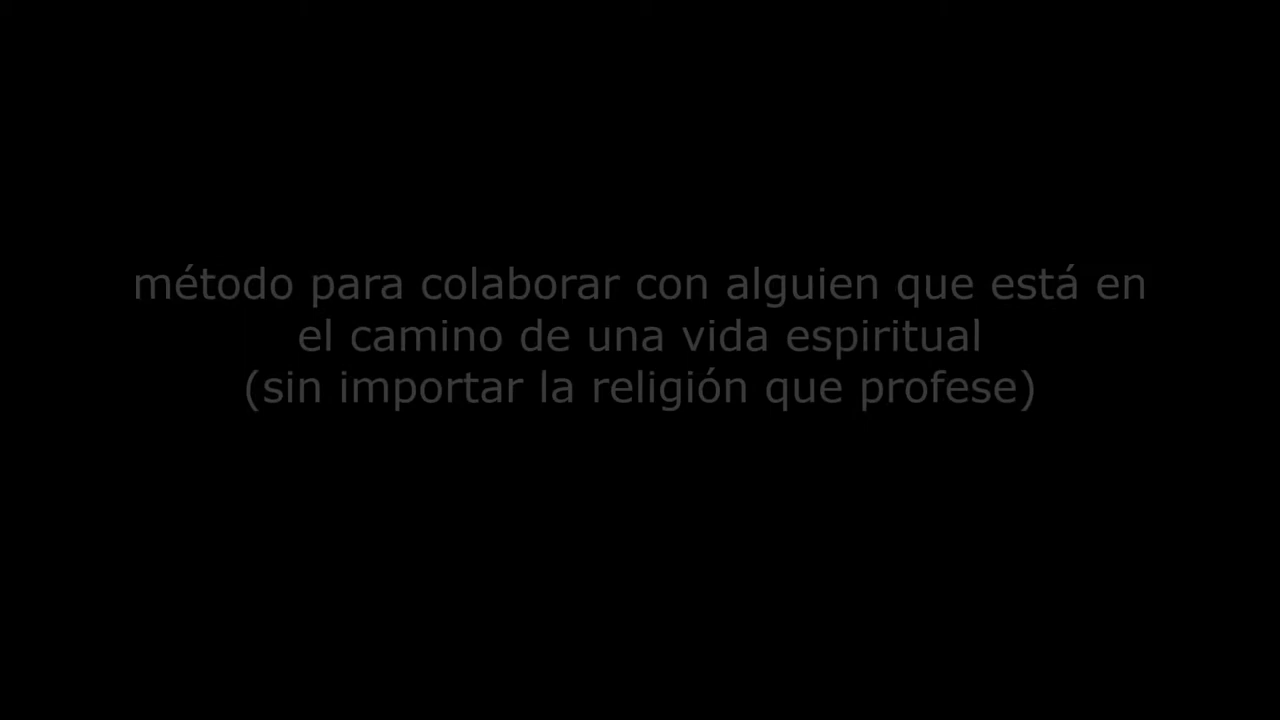 método para colaborar con alguien que está en
el camino de una vida espiritual
(sin importar la religión que profese)